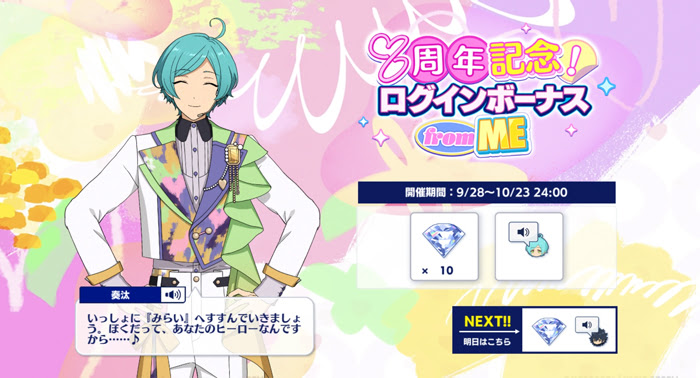 8周年記念!
ログインボーナス
from ME
開催期間:9/28~10/23 24:00
× 10
奏汰
いっしょに『みらい』へすすんでいきましょ
う。ぼくだって、あなたのヒーローなんです
から……♪
NEXT!!
明日はこちら